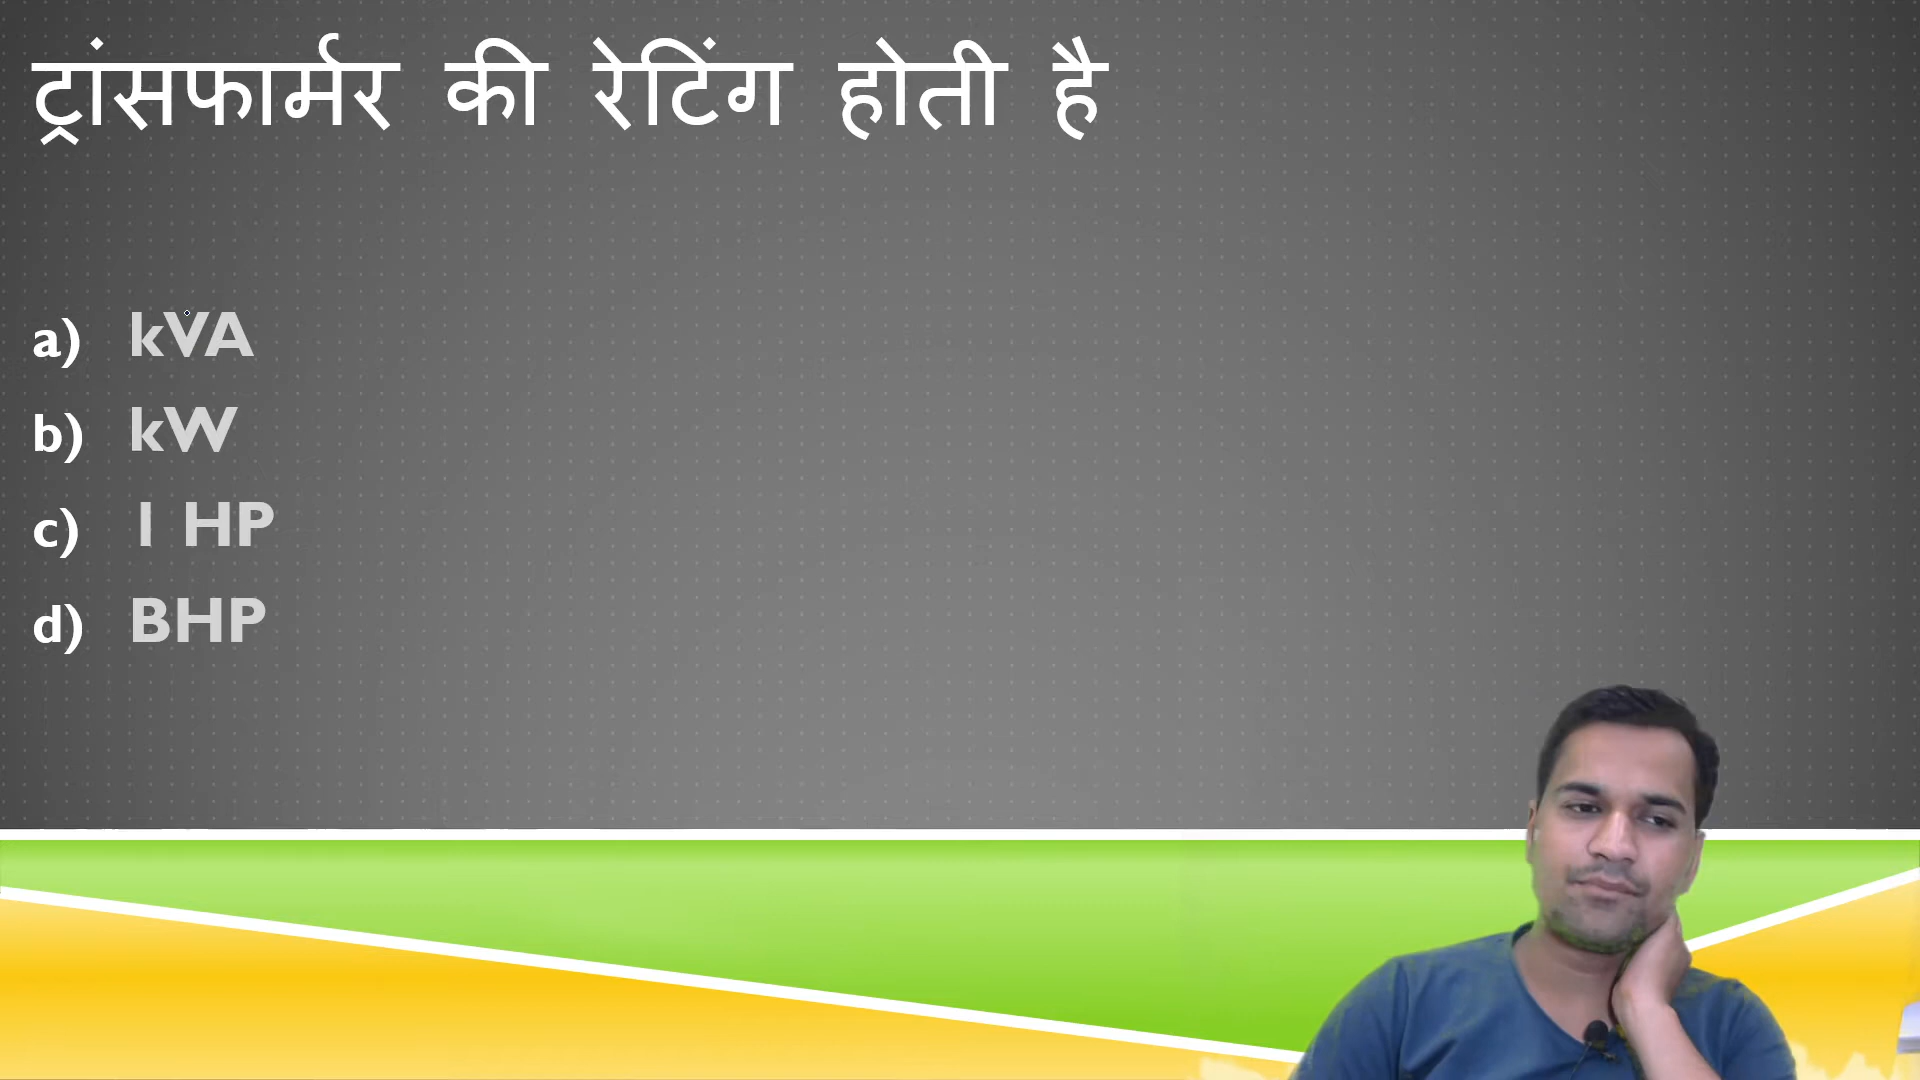 ट्रांसफार्मर की रेटिंग होती है
a) kVA
b) kW
c) 1 HP
d) BHP